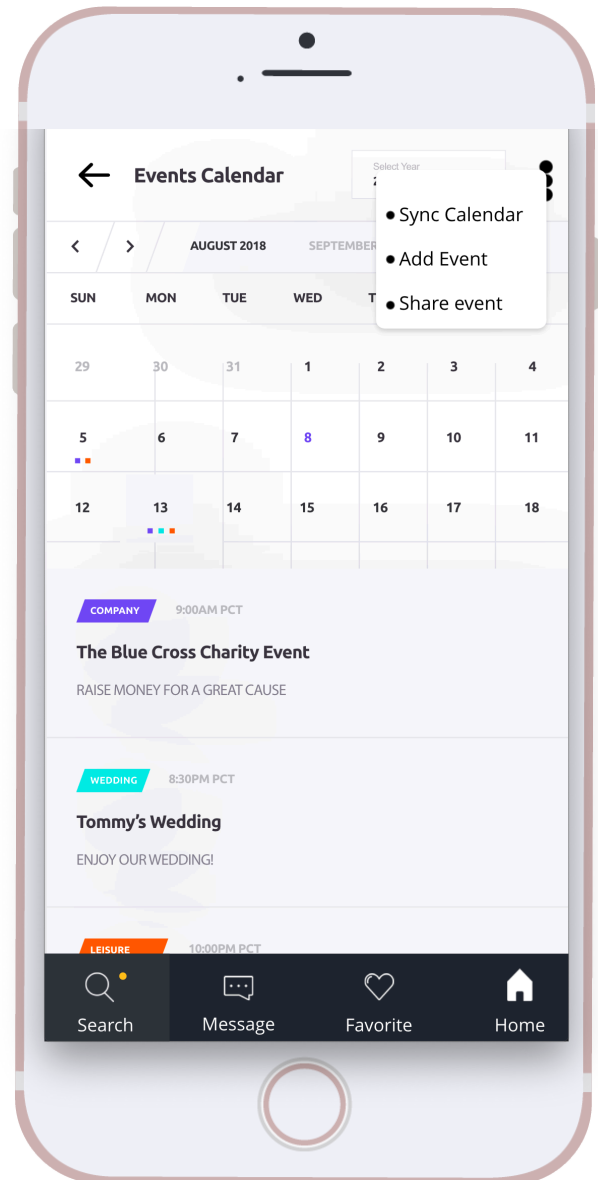 Events Calendar
Select Year
Sync Calendar
Add Event
Share event
AUGUST 2018 SEPTEMBER
SUN MON TUE WED
29 30 31 1 2 3 4
5 6 7 8 9 10 11
12 13 14 15 16 17 18
COMPANY 9:00AM PCT
The Blue Cross Charity Event
RAISE MONEY FOR A GREAT CAUSE
WEDDING 8:30PM PCT
Tommy's Wedding
ENJOY OUR WEDDING!
LEISURE 10:00PM PCT
Search Message Favorite Home